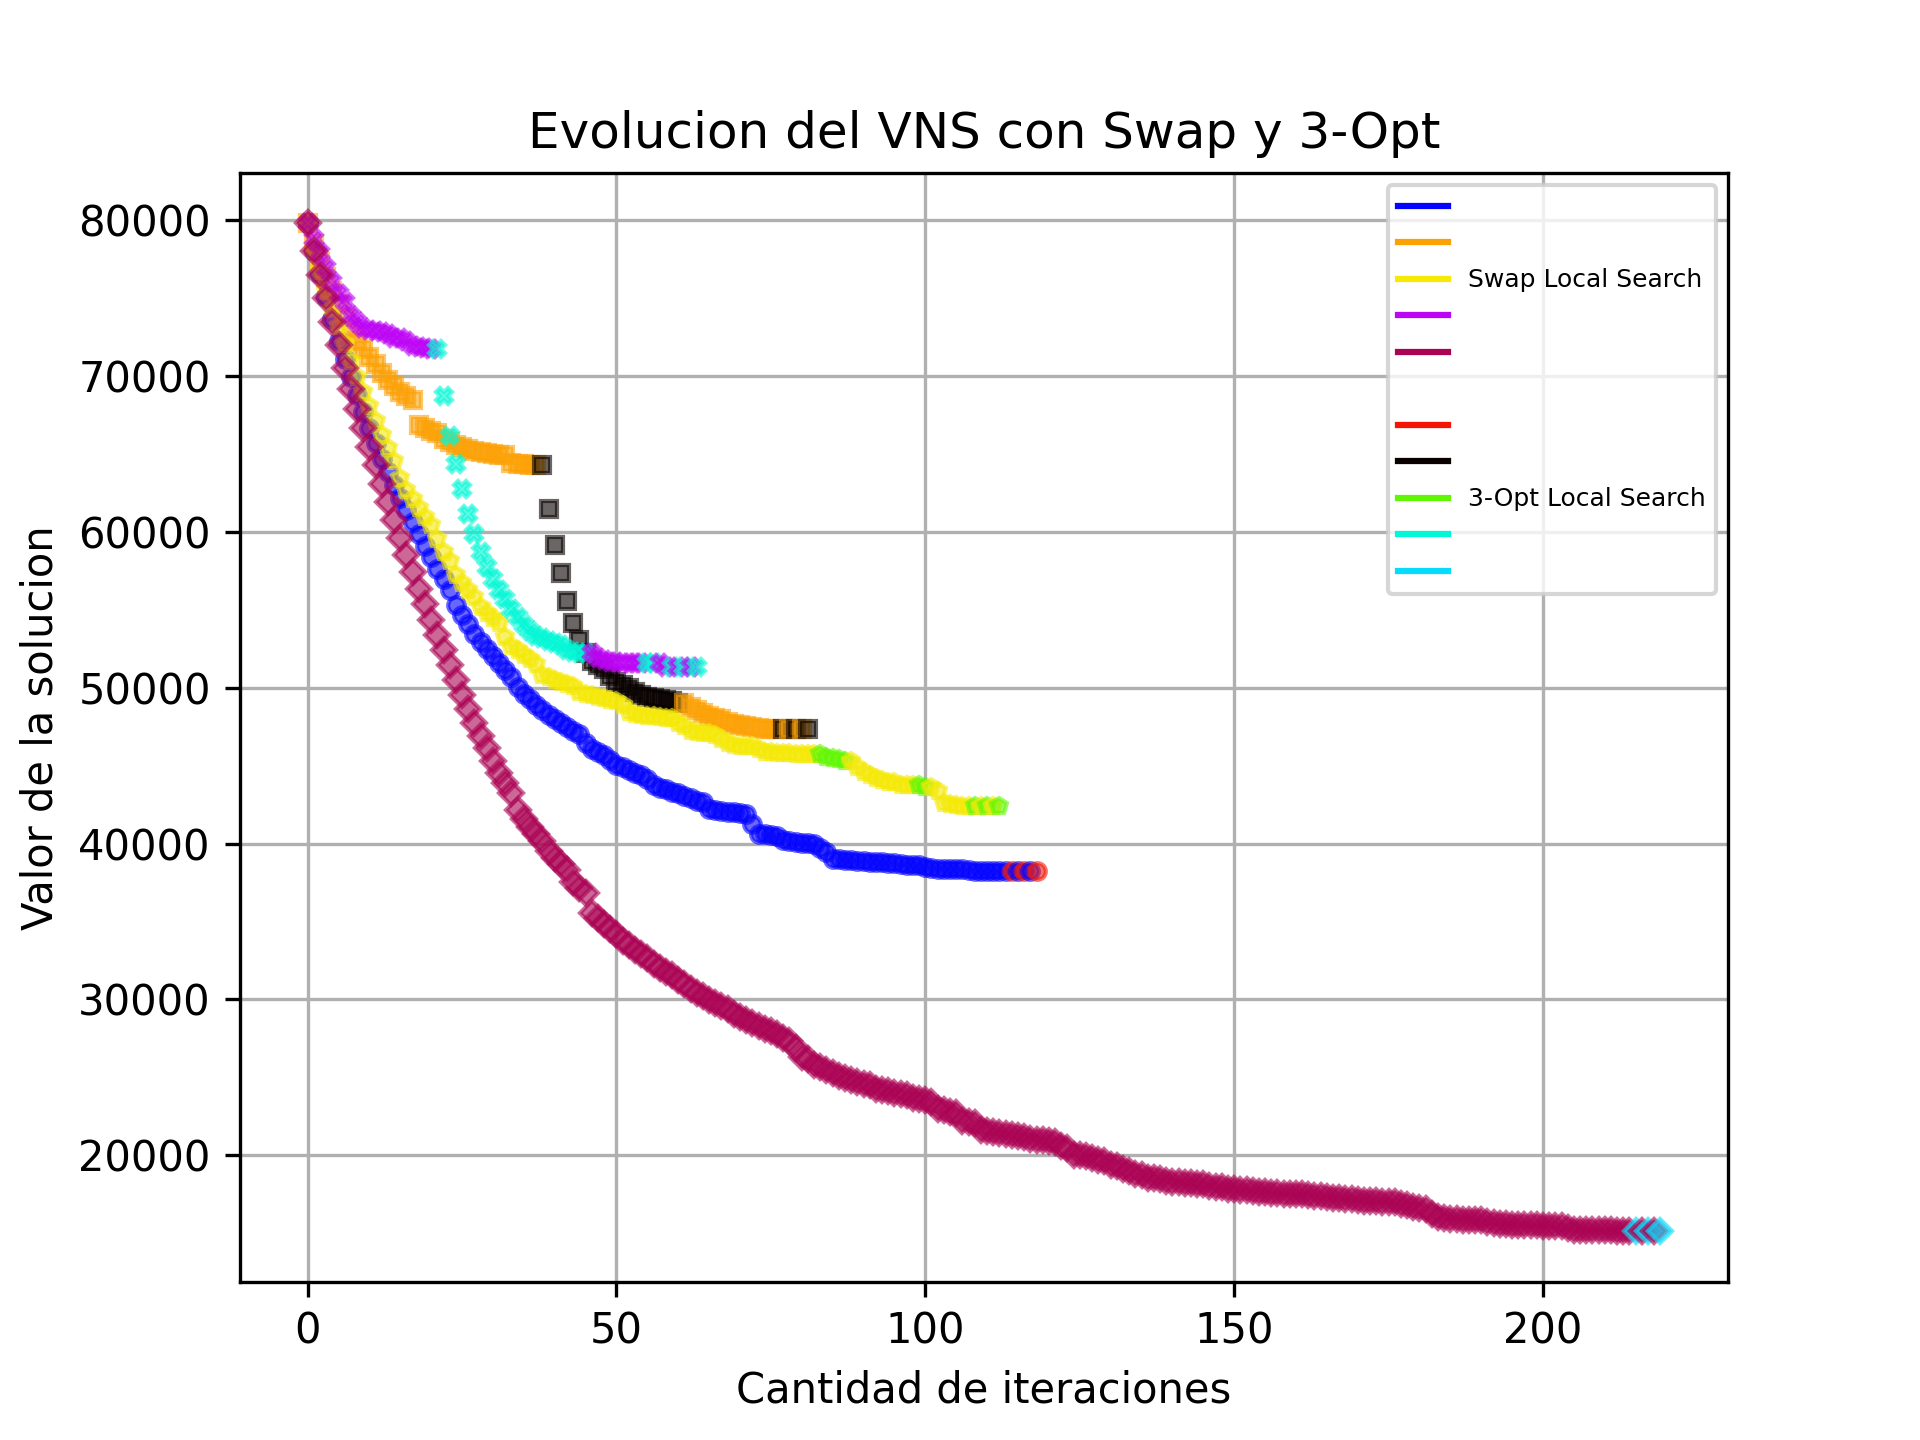 Evolucion del VNS con Swap y 3-Opt
Valor de la solucion
80000
70000
60000
50000
40000
30000
20000
Swap Local Search
3-Opt Local Search
0 50 100 150 200
Cantidad de iteraciones